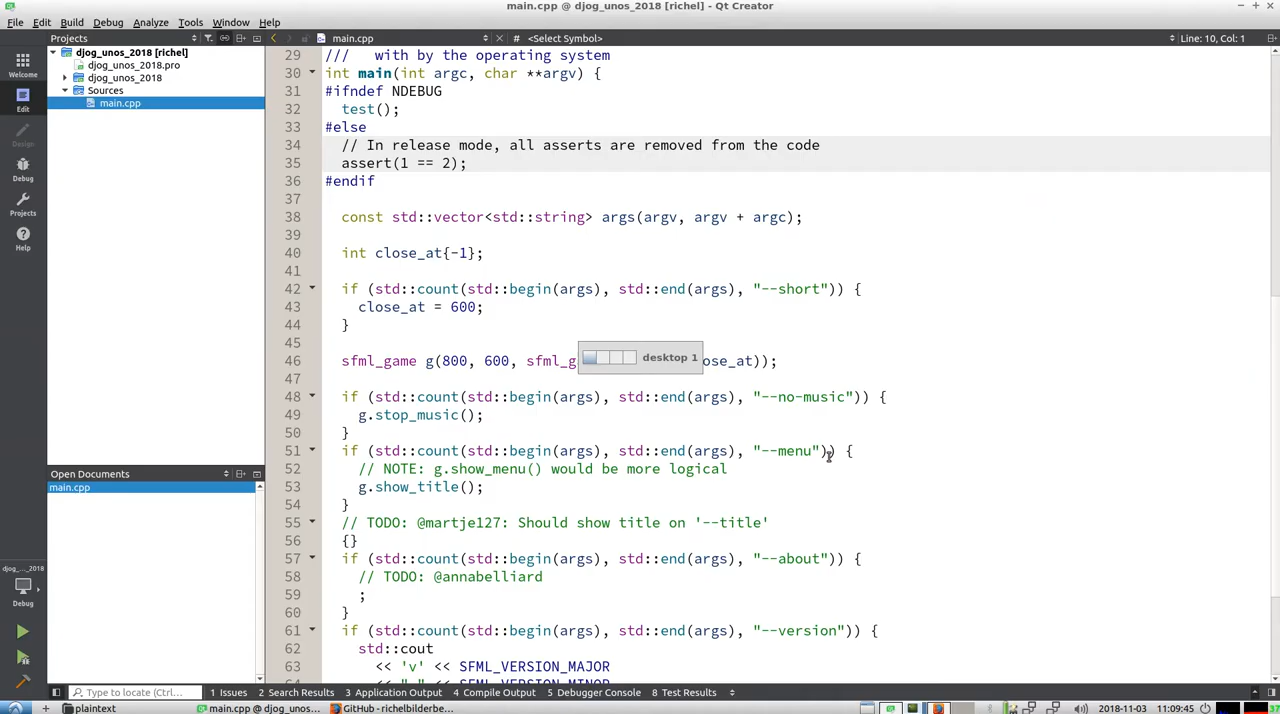 main.cpp @ djog_unos_2018 [richel] - Qt Creator
File Edit Build Debug Analyze Tools Window Help
Projects
main.cpp
# <Select Symbol>
Line: 10, Col: 1
Welcome
Edit
Design
Debug
Projects
Help
djog_unos_2018 [richel]
djog_unos_2018.pro
djog_unos_2018
Sources
main.cpp
29 /// with by the operating system
30 int main(int argc, char **argv) {
31 #ifndef NDEBUG
32 test();
33 #else
34 // In release mode, all asserts are removed from the code
35 assert(1 == 2);
36 #endif
37
38 const std::vector<std::string> args(argv, argv + argc);
39
40 int close_at{-1};
41
42 if (std::count(std::begin(args), std::end(args), "--short")) {
43 close_at = 600;
44 }
45
46 sfml_game g(800, 600, sfml_g ose_at));
desktop 1
47
48 if (std::count(std::begin(args), std::end(args), "--no-music")) {
49 g.stop_music();
50 }
51 if (std::count(std::begin(args), std::end(args), "--menu")) {
52 // NOTE: g.show_menu() would be more logical
53 g.show_title();
54 }
55 // TODO: @martje127: Should show title on '--title'
56 {}
57 if (std::count(std::begin(args), std::end(args), "--about")) {
58 // TODO: @annabelliard
59 ;
60 }
61 if (std::count(std::begin(args), std::end(args), "--version")) {
62 std::cout
63 << 'v' << SFML_VERSION_MAJOR
64 << "." << SFML_VERSION_MINOR
Open Documents
main.cpp
djog_..._2018
Debug
Type to locate (Ctrl...
1 Issues 2 Search Results 3 Application Output 4 Compile Output 5 Debugger Console 8 Test Results
plaintext
main.cpp @ djog_unos_20...
GitHub - richelbilderbe...
2018-11-03 11:09:45
37